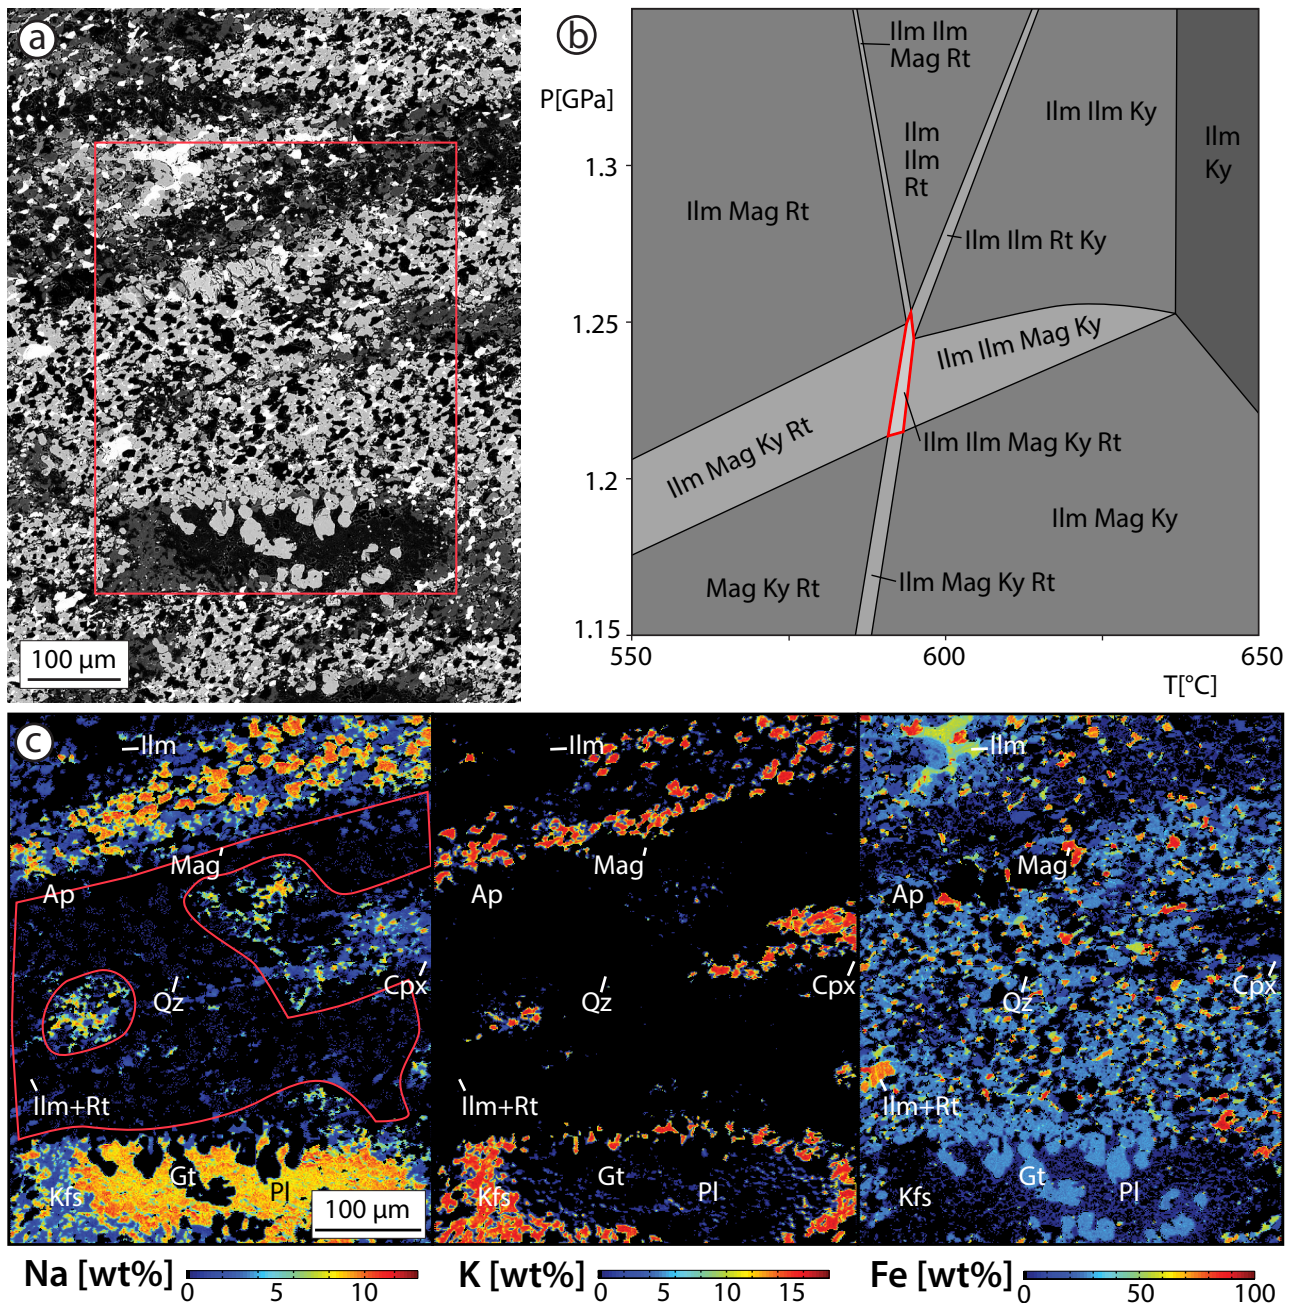 a
100 µm
b
P[GPa]
1.3
1.25
1.2
1.15
550
600
650
T[°C]
Ilm Ilm
Mag Rt
Ilm
Ilm
Rt
Ilm Ilm Ky
Ilm
Ky
Ilm Mag Rt
Ilm Ilm Rt Ky
Ilm Ilm Mag Ky
Ilm Mag Ky Rt
Ilm Ilm Mag Ky Rt
Ilm Mag Ky
Mag Ky Rt
Ilm Mag Ky Rt
c
Ilm
Mag
Ap
Qz
Cpx
Ilm+Rt
Gt
Kfs
Pl
100 µm
Ilm
Mag
Ap
Qz
Cpx
Ilm+Rt
Gt
Kfs
Pl
Ilm
Mag
Ap
Qz
Cpx
Ilm+Rt
Gt
Kfs
Pl
Na [wt%]
0 5 10
K [wt%]
0 5 10 15
Fe [wt%]
0 50 100